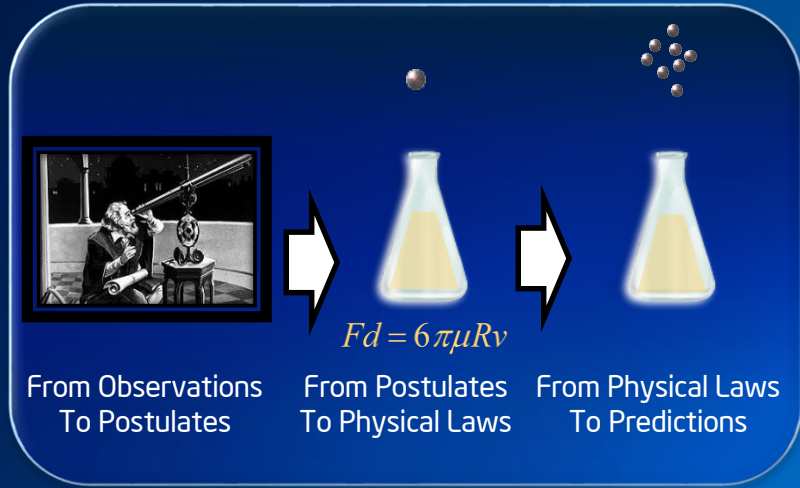 Fd = 6πμRv
From Observations
To Postulates
From Postulates
To Physical Laws
From Physical Laws
To Predictions